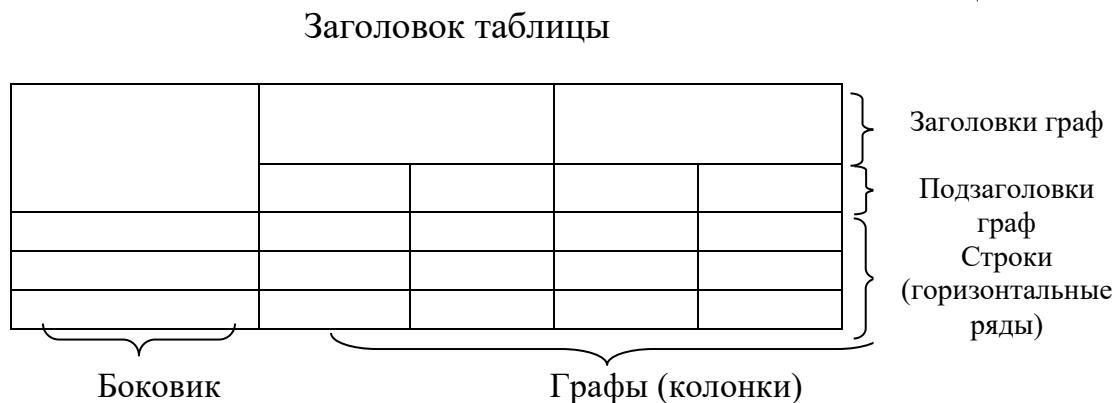 Заголовок таблицы
Заголовки граф
Подзаголовки
граф
Строки
(горизонтальные
ряды)
Боковик
Графы (колонки)